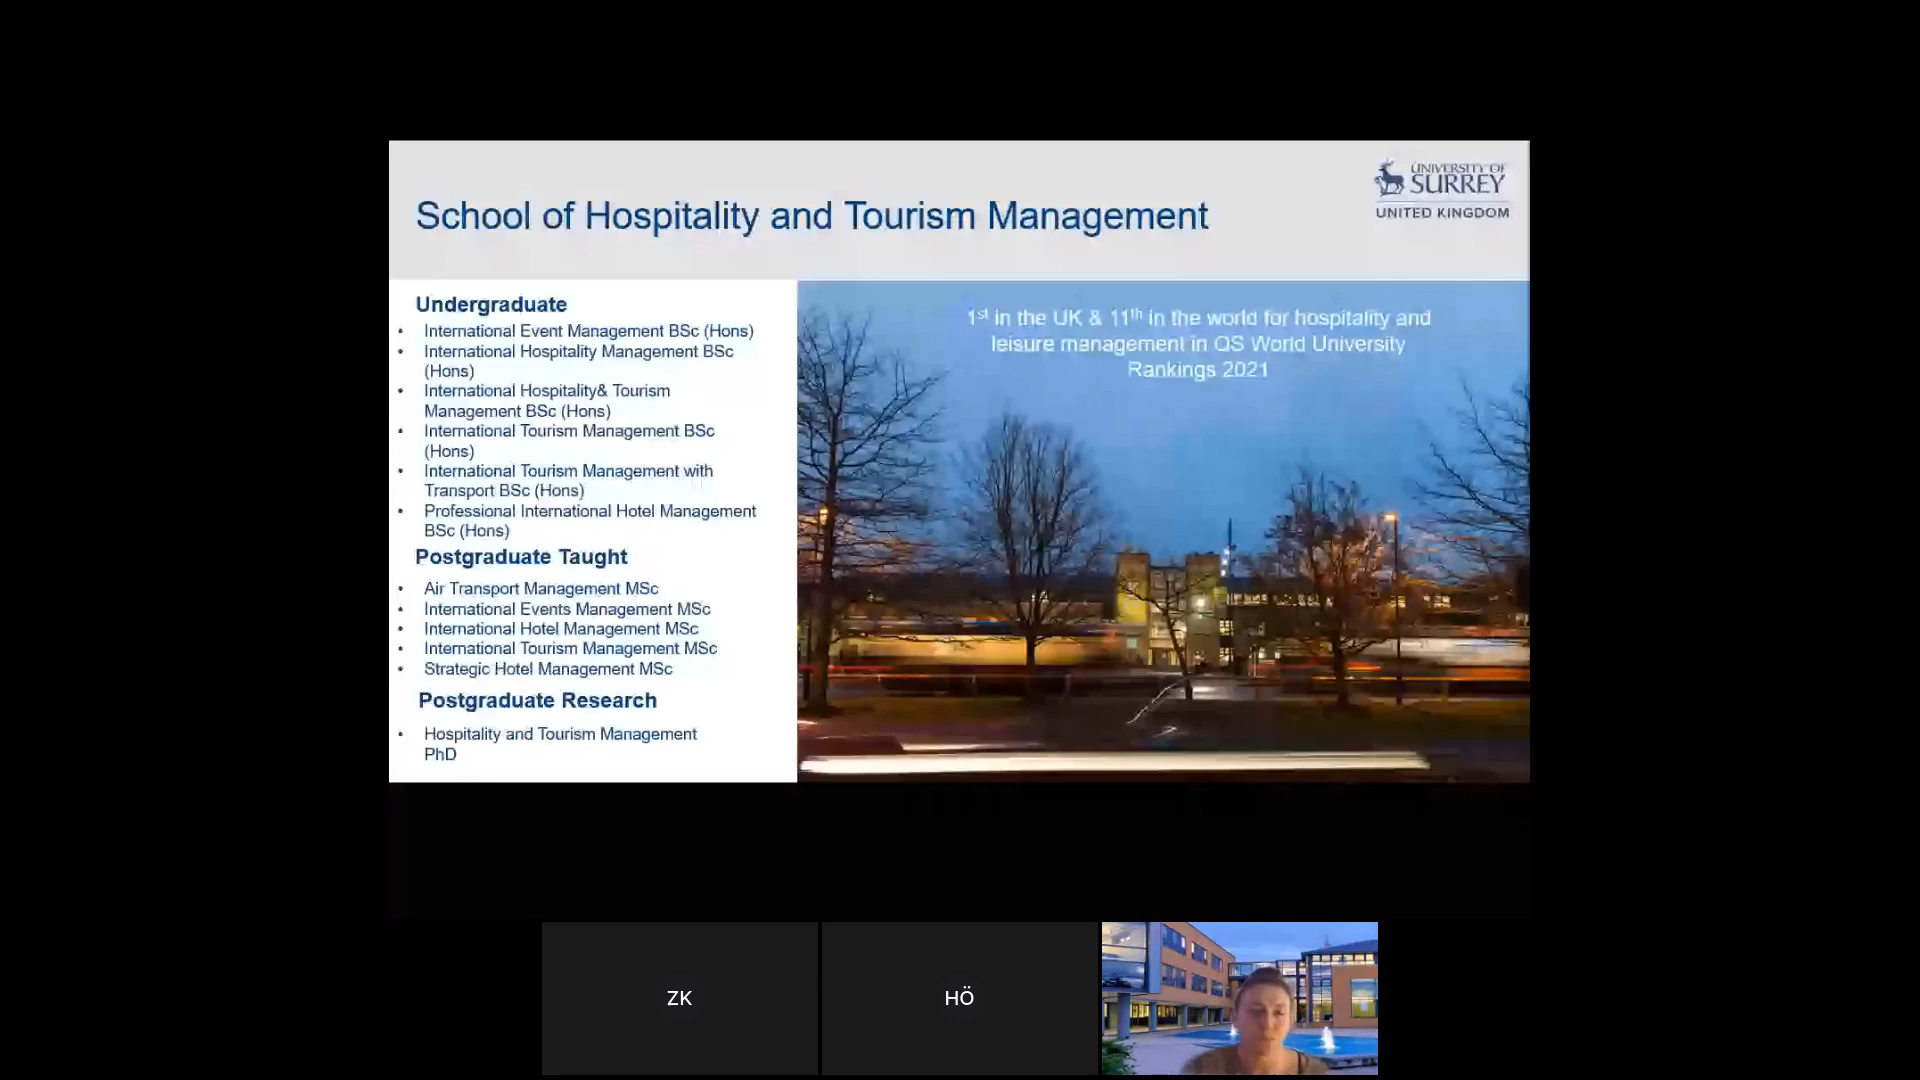 School of Hospitality and Tourism Management
UNIVERSITY OF
SURREY
UNITED KINGDOM
Undergraduate
• International Event Management BSc (Hons)
• International Hospitality Management BSc
(Hons)
• International Hospitality& Tourism
Management BSc (Hons)
• International Tourism Management BSc
(Hons)
• International Tourism Management with
Transport BSc (Hons)
• Professional International Hotel Management
BSc (Hons)
Postgraduate Taught
• Air Transport Management MSc
• International Events Management MSc
• International Hotel Management MSc
• International Tourism Management MSc
• Strategic Hotel Management MSc
Postgraduate Research
• Hospitality and Tourism Management
PhD
1st in the UK & 11th in the world for hospitality and
leisure management in QS World University
Rankings 2021
ZK
HÖ